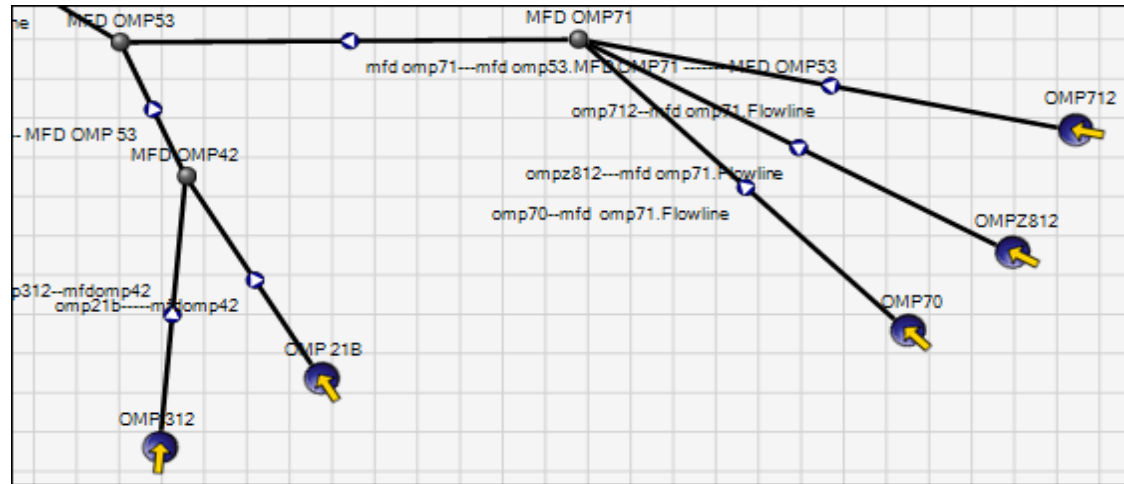 ne
MFD OMP53
MFD OMP71
mfd omp71---mfd omp53.MFD OMP71 ------- MFD OMP53
OMP712
omp712--mfd omp71.Flowline
-- MFD OMP 53
MFD OMP42
ompz812---mfd omp71.Flowline
omp70--mfd omp71.Flowline
OMPZ812
p312--mfdomp42
omp21b-----mfdomp42
OMP70
OMP 21B
OMP312